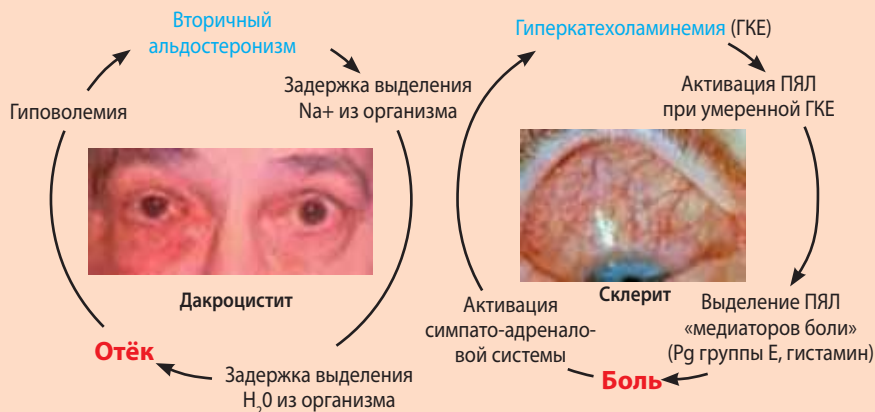 Вторичный
альдостеронизм
Задержка выделения
Na+ из организма
Гиповолемия
Дакроцистит
Отёк
Задержка выделения
H₂0 из организма
Гиперкатехоламинемия (ГКЕ)
Активация ПЯЛ
при умеренной ГКЕ
Склерит
Активация
симпато-адренало-
вой системы
Выделение ПЯЛ
«медиаторов боли»
(Pg группы Е, гистамин)
Боль